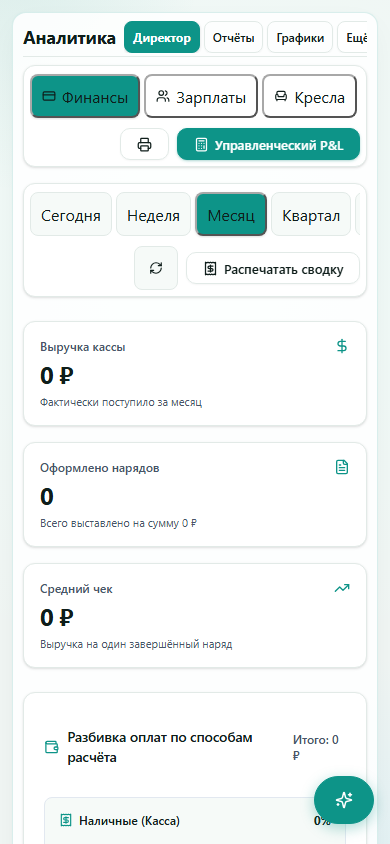 Аналитика Директор Отчёты Графики Ещё
Финансы Зарплаты Кресла
Управленческий P&L
Сегодня Неделя Месяц Квартал
Распечатать сводку
Выручка кассы
0 ₽
Фактически поступило за месяц
Оформлено нарядов
0
Всего выставлено на сумму 0 ₽
Средний чек
0 ₽
Выручка на один завершённый наряд
Разбивка оплат по способам
расчёта
Итого: 0
₽
Наличные (Касса) 0%